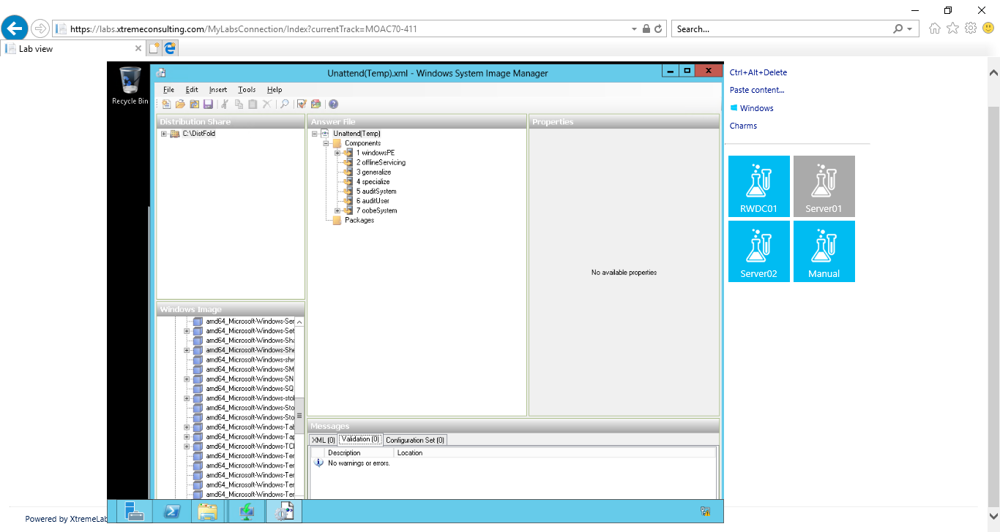 https://labs.xtremeconsulting.com/MyLabsConnection/Index?currentTrack=MOAC70-411
Search...
Lab view
Recycle Bin
Unattend(Temp).xml - Windows System Image Manager
File Edit Insert Tools Help
Distribution Share
C:\DistFold
Answer File
Unattend(Temp)
Components
1 windowsPE
2 offlineServicing
3 generalize
4 specialize
5 auditSystem
6 auditUser
7 oobeSystem
Packages
Properties
No available properties
Windows Image
amd64_Microsoft-Windows-Ser
amd64_Microsoft-Windows-Set
amd64_Microsoft-Windows-Sha
amd64_Microsoft-Windows-She
amd64_Microsoft-Windows-shw
amd64_Microsoft-Windows-SM
amd64_Microsoft-Windows-SN
amd64_Microsoft-Windows-SQ
amd64_Microsoft-Windows-stol
amd64_Microsoft-Windows-Sto
amd64_Microsoft-Windows-Sto
amd64_Microsoft-Windows-Tab
amd64_Microsoft-Windows-Tap
amd64_Microsoft-Windows-TCI
amd64_Microsoft-Windows-Ter
amd64_Microsoft-Windows-Ter
amd64_Microsoft-Windows-Ter
amd64_Microsoft-Windows-Ter
amd64_Microsoft-Windows-Ter
Messages
XML (0) Validation (0) Configuration Set (0)
Description Location
No warnings or errors.
Ctrl+Alt+Delete
Paste content...
Windows
Charms
RWDC01
Server01
Server02
Manual
Powered by XtremeLab